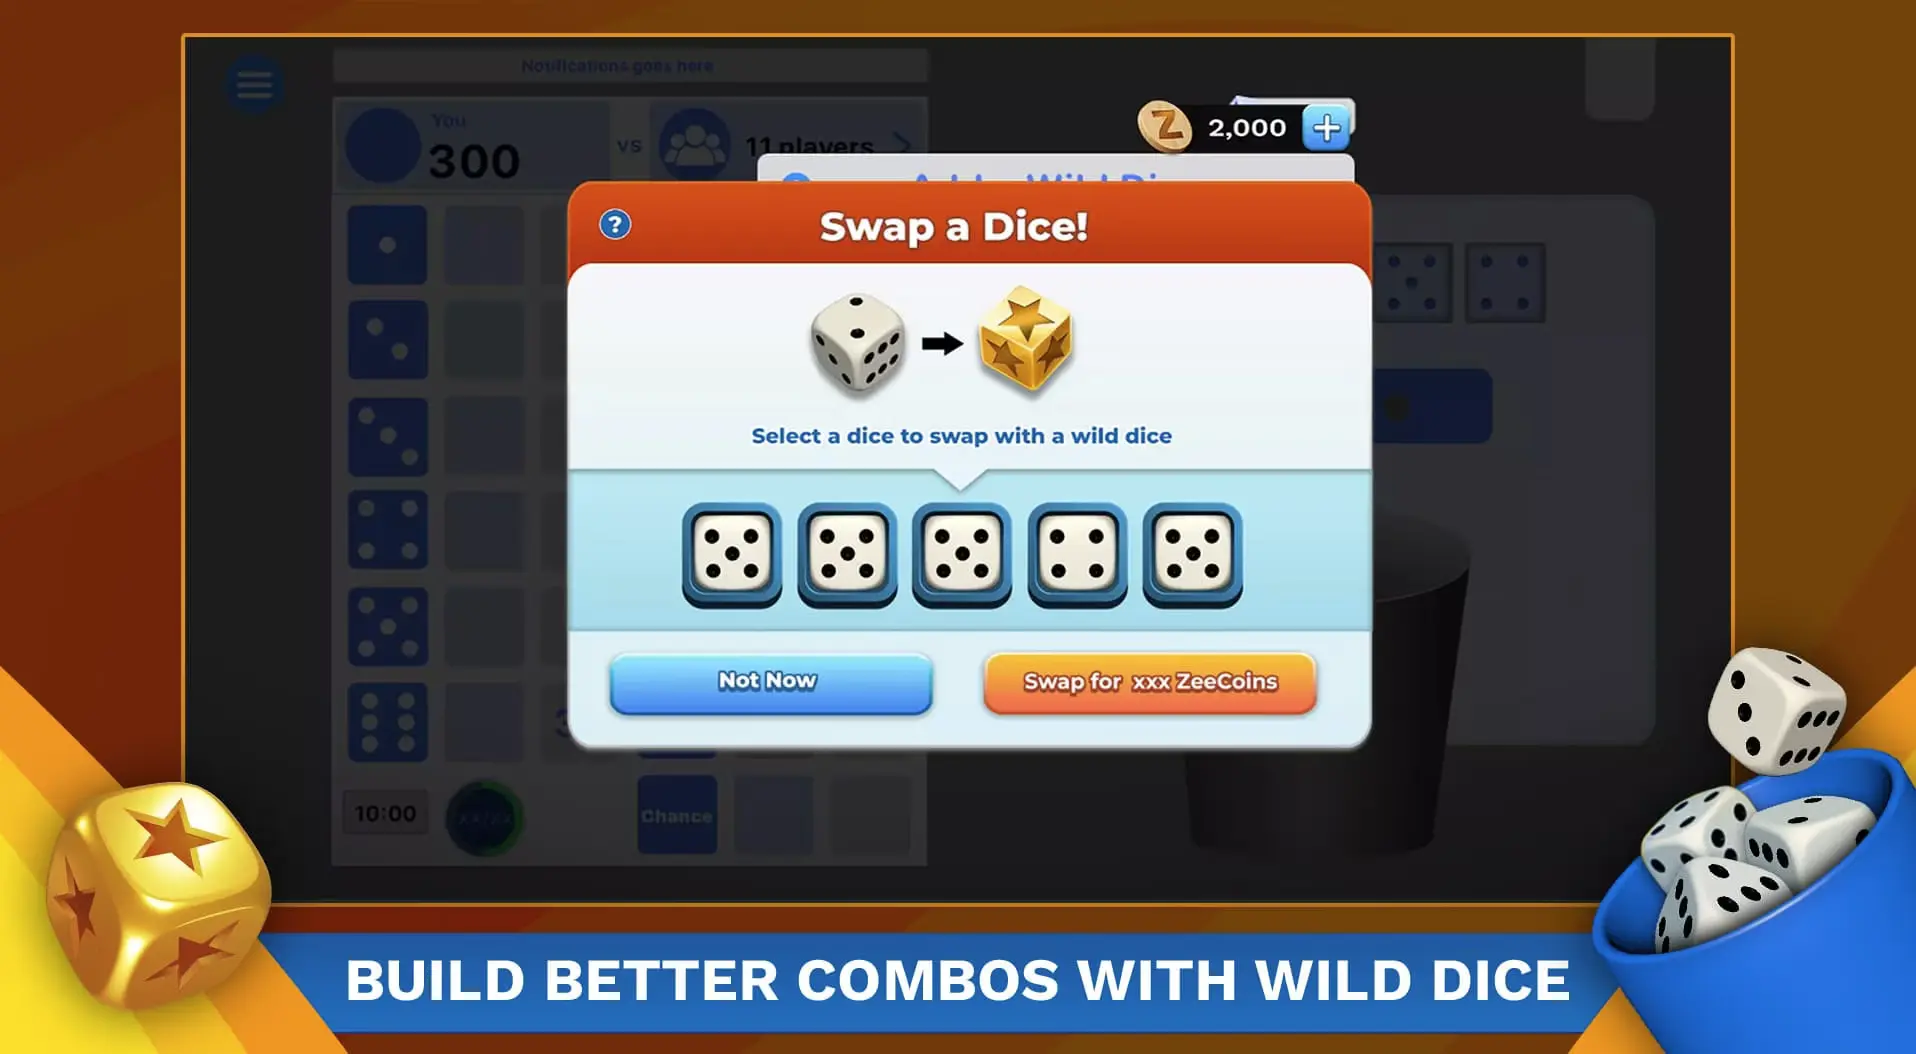 Notifications goes here
You
300
vs
11 players
2,000
Swap a Dice!
Select a dice to swap with a wild dice
Not Now
Swap for xxx ZeeCoins
10:00
Chance
BUILD BETTER COMBOS WITH WILD DICE